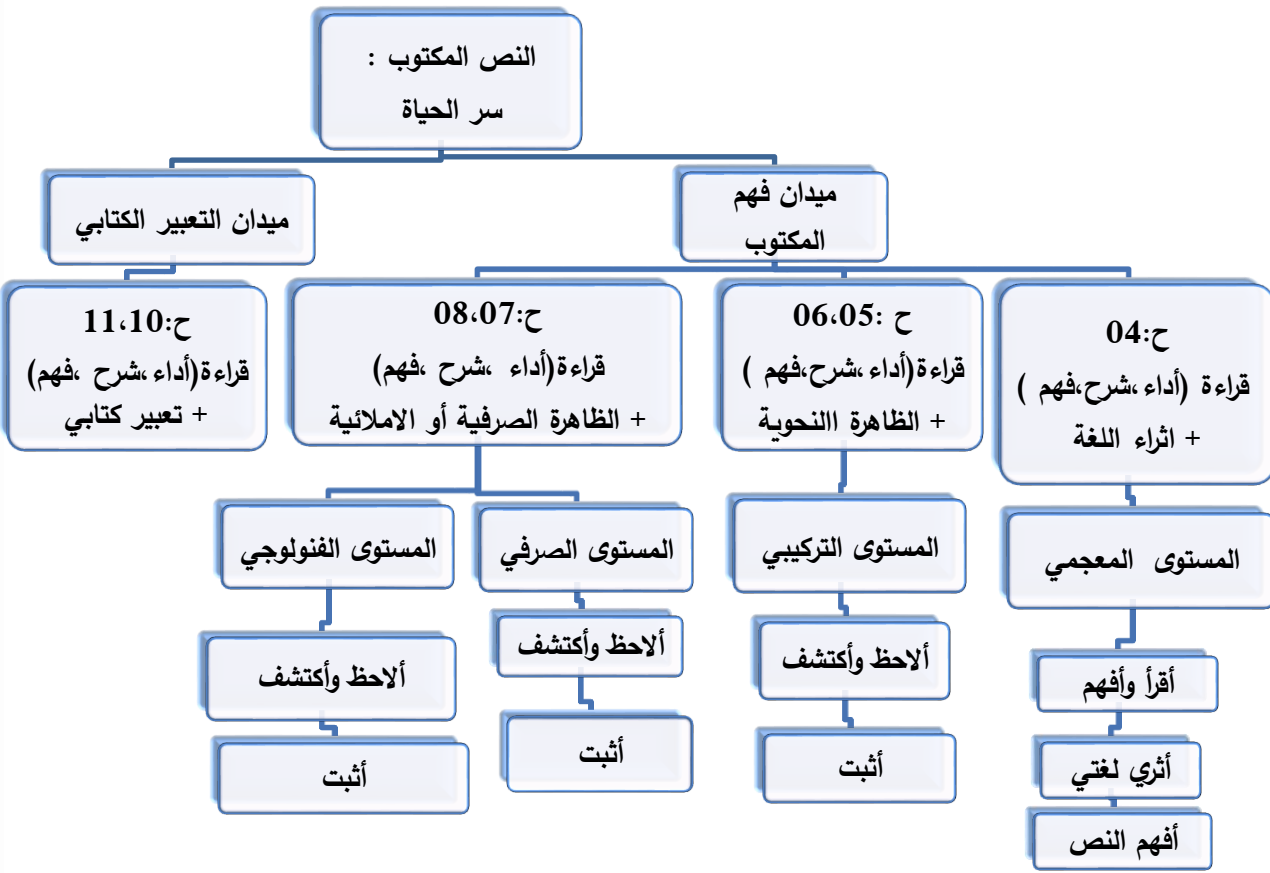 النص المكتوب :
سر الحياة
ميدان فهم
المكتوب
ميدان التعبير الكتابي
ح:04
قراءة (أداء ،شرح،فهم )
+ اثراء اللغة
ح :05،06
قراءة(أداء ،شرح،فهم )
+ الظاهرة االنحوية
ح:07،08
قراءة(أداء ،شرح ،فهم)
+ الظاهرة الصرفية أو الاملائية
ح:10،11
قراءة(أداء ،شرح ،فهم)
+ تعبير كتابي
المستوى المعجمي
المستوى التركيبي
المستوى الصرفي
المستوى الفنولوجي
أقرأ وأفهم
ألاحظ وأكتشف
ألاحظ وأكتشف
ألاحظ وأكتشف
أثري لغتي
أثبت
أثبت
أثبت
أفهم النص